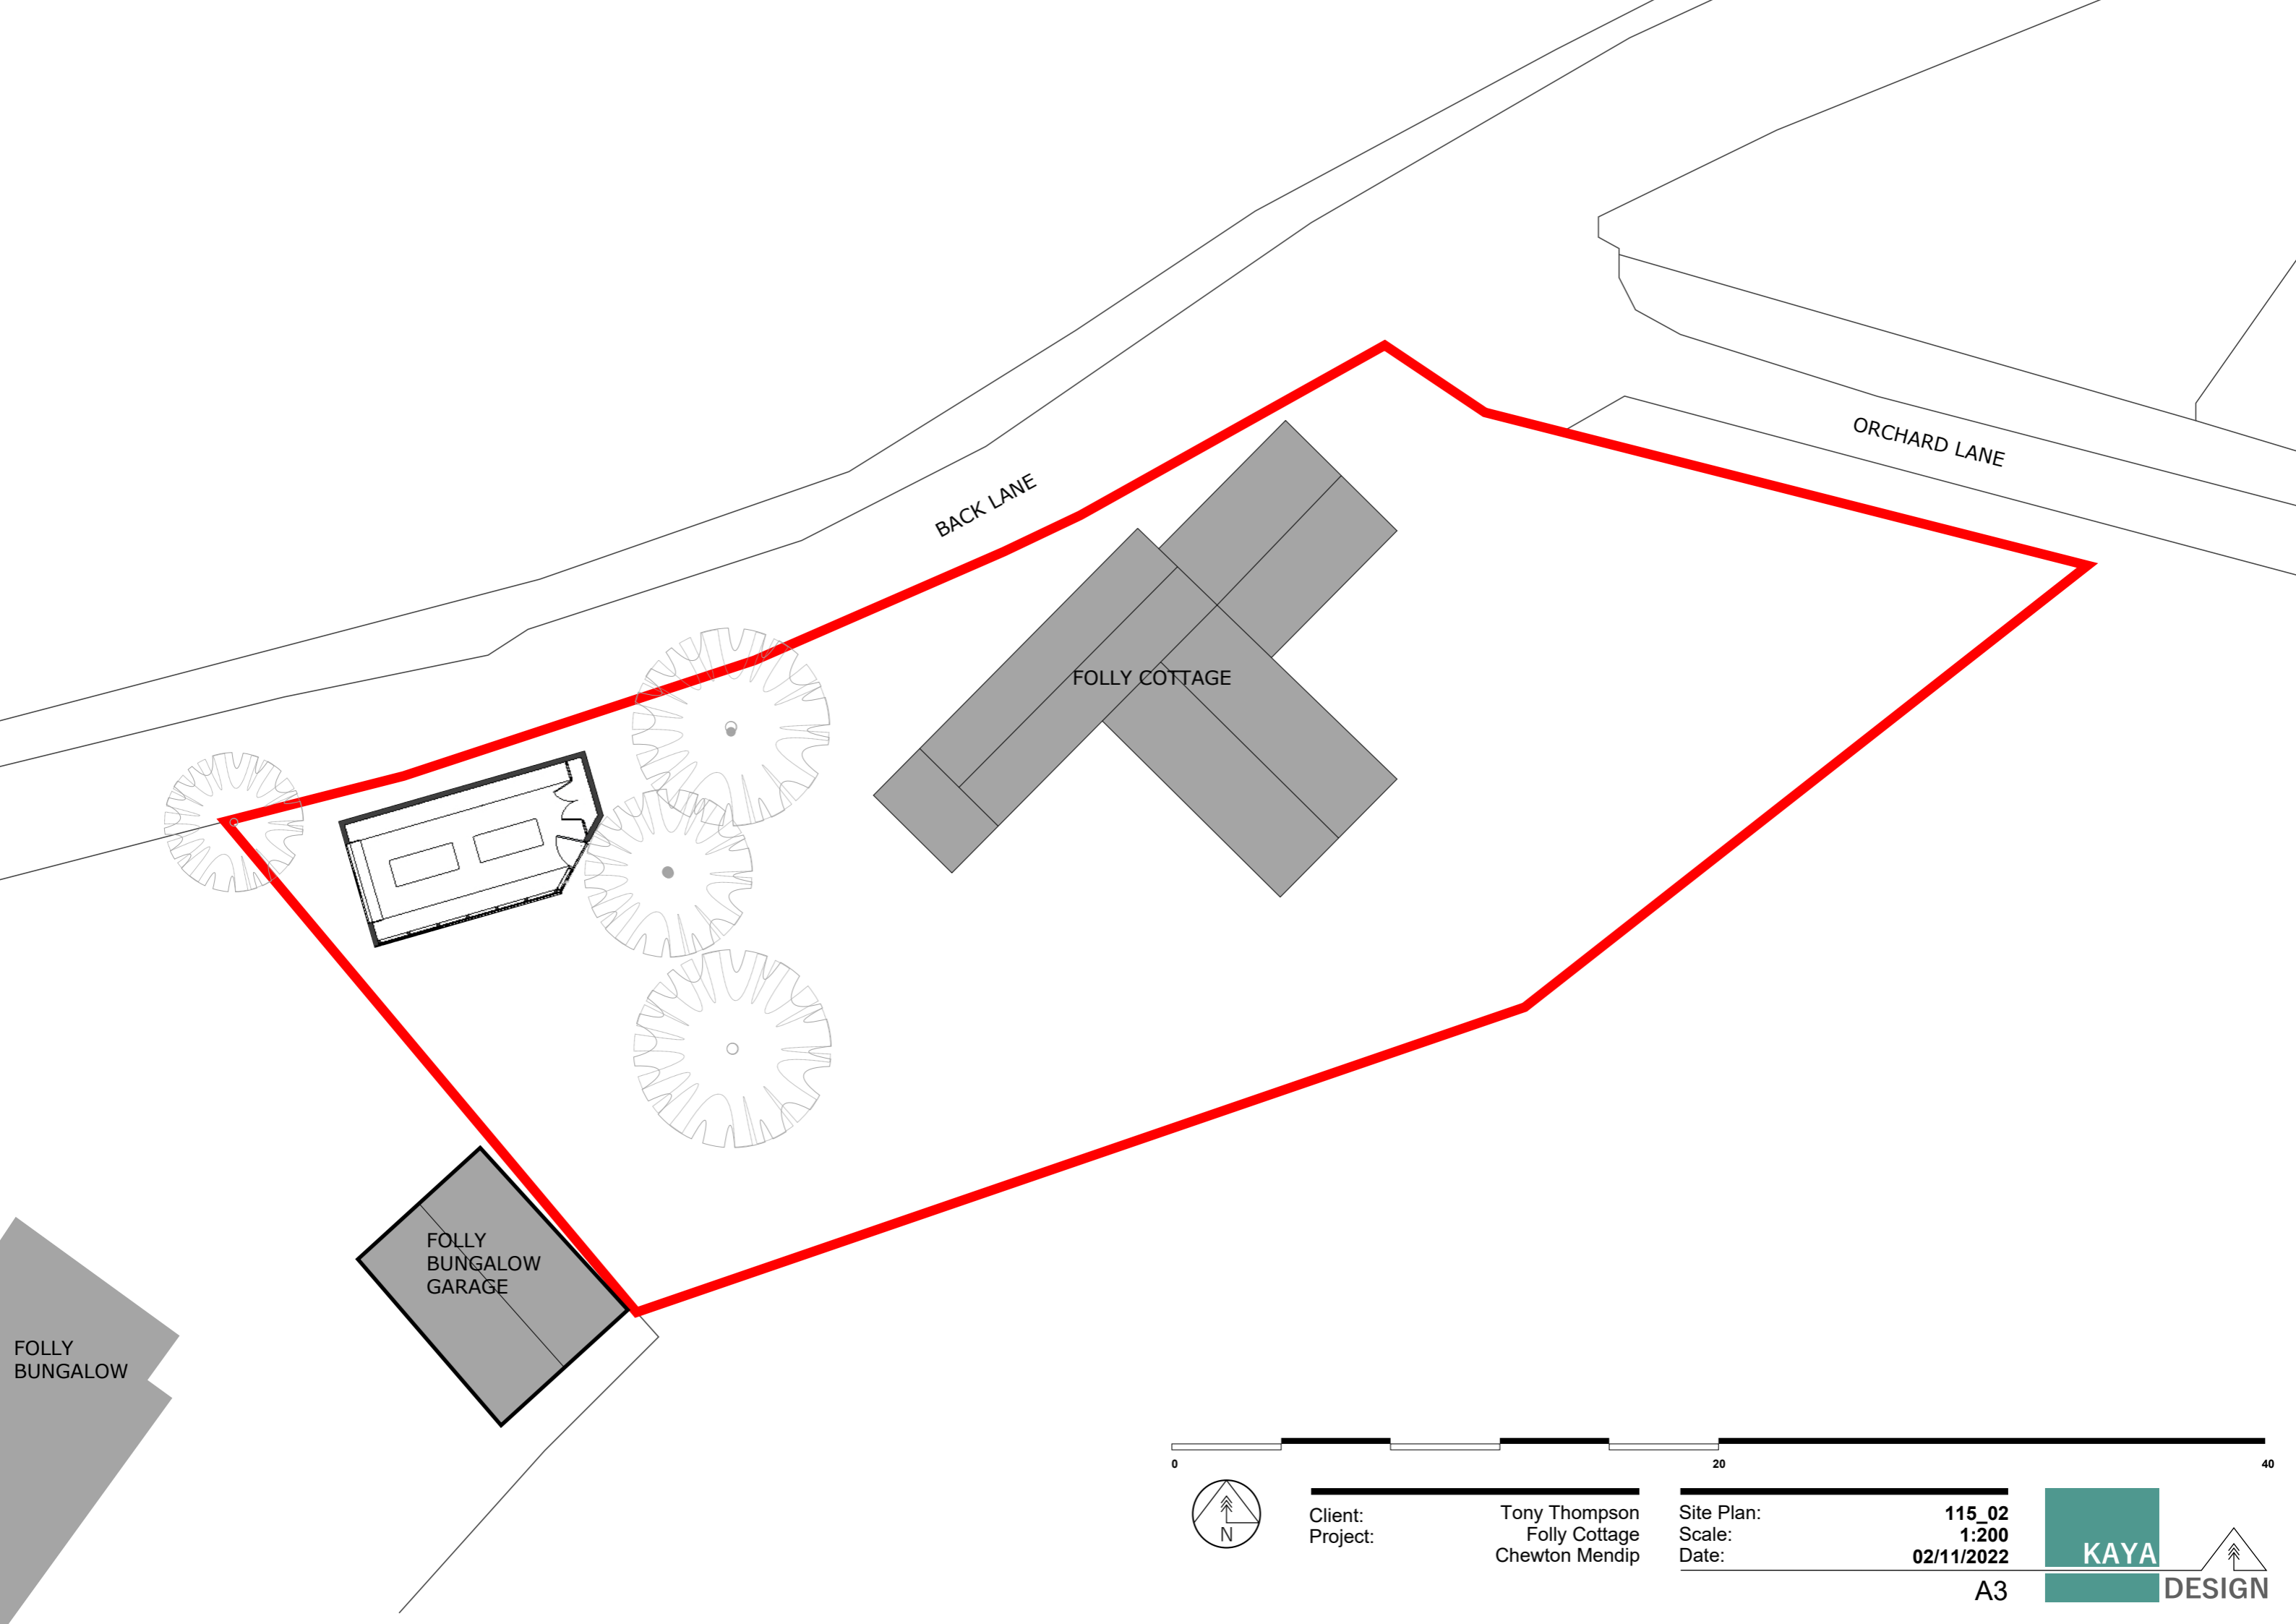 ORCHARD LANE
BACK LANE
FOLLY COTTAGE
FOLLY
BUNGALOW
GARAGE
FOLLY
BUNGALOW
0 20 40
N
Client: Tony Thompson
Project: Folly Cottage
Chewton Mendip
Site Plan: 115_02
Scale: 1:200
Date: 02/11/2022
A3
KAYA
DESIGN